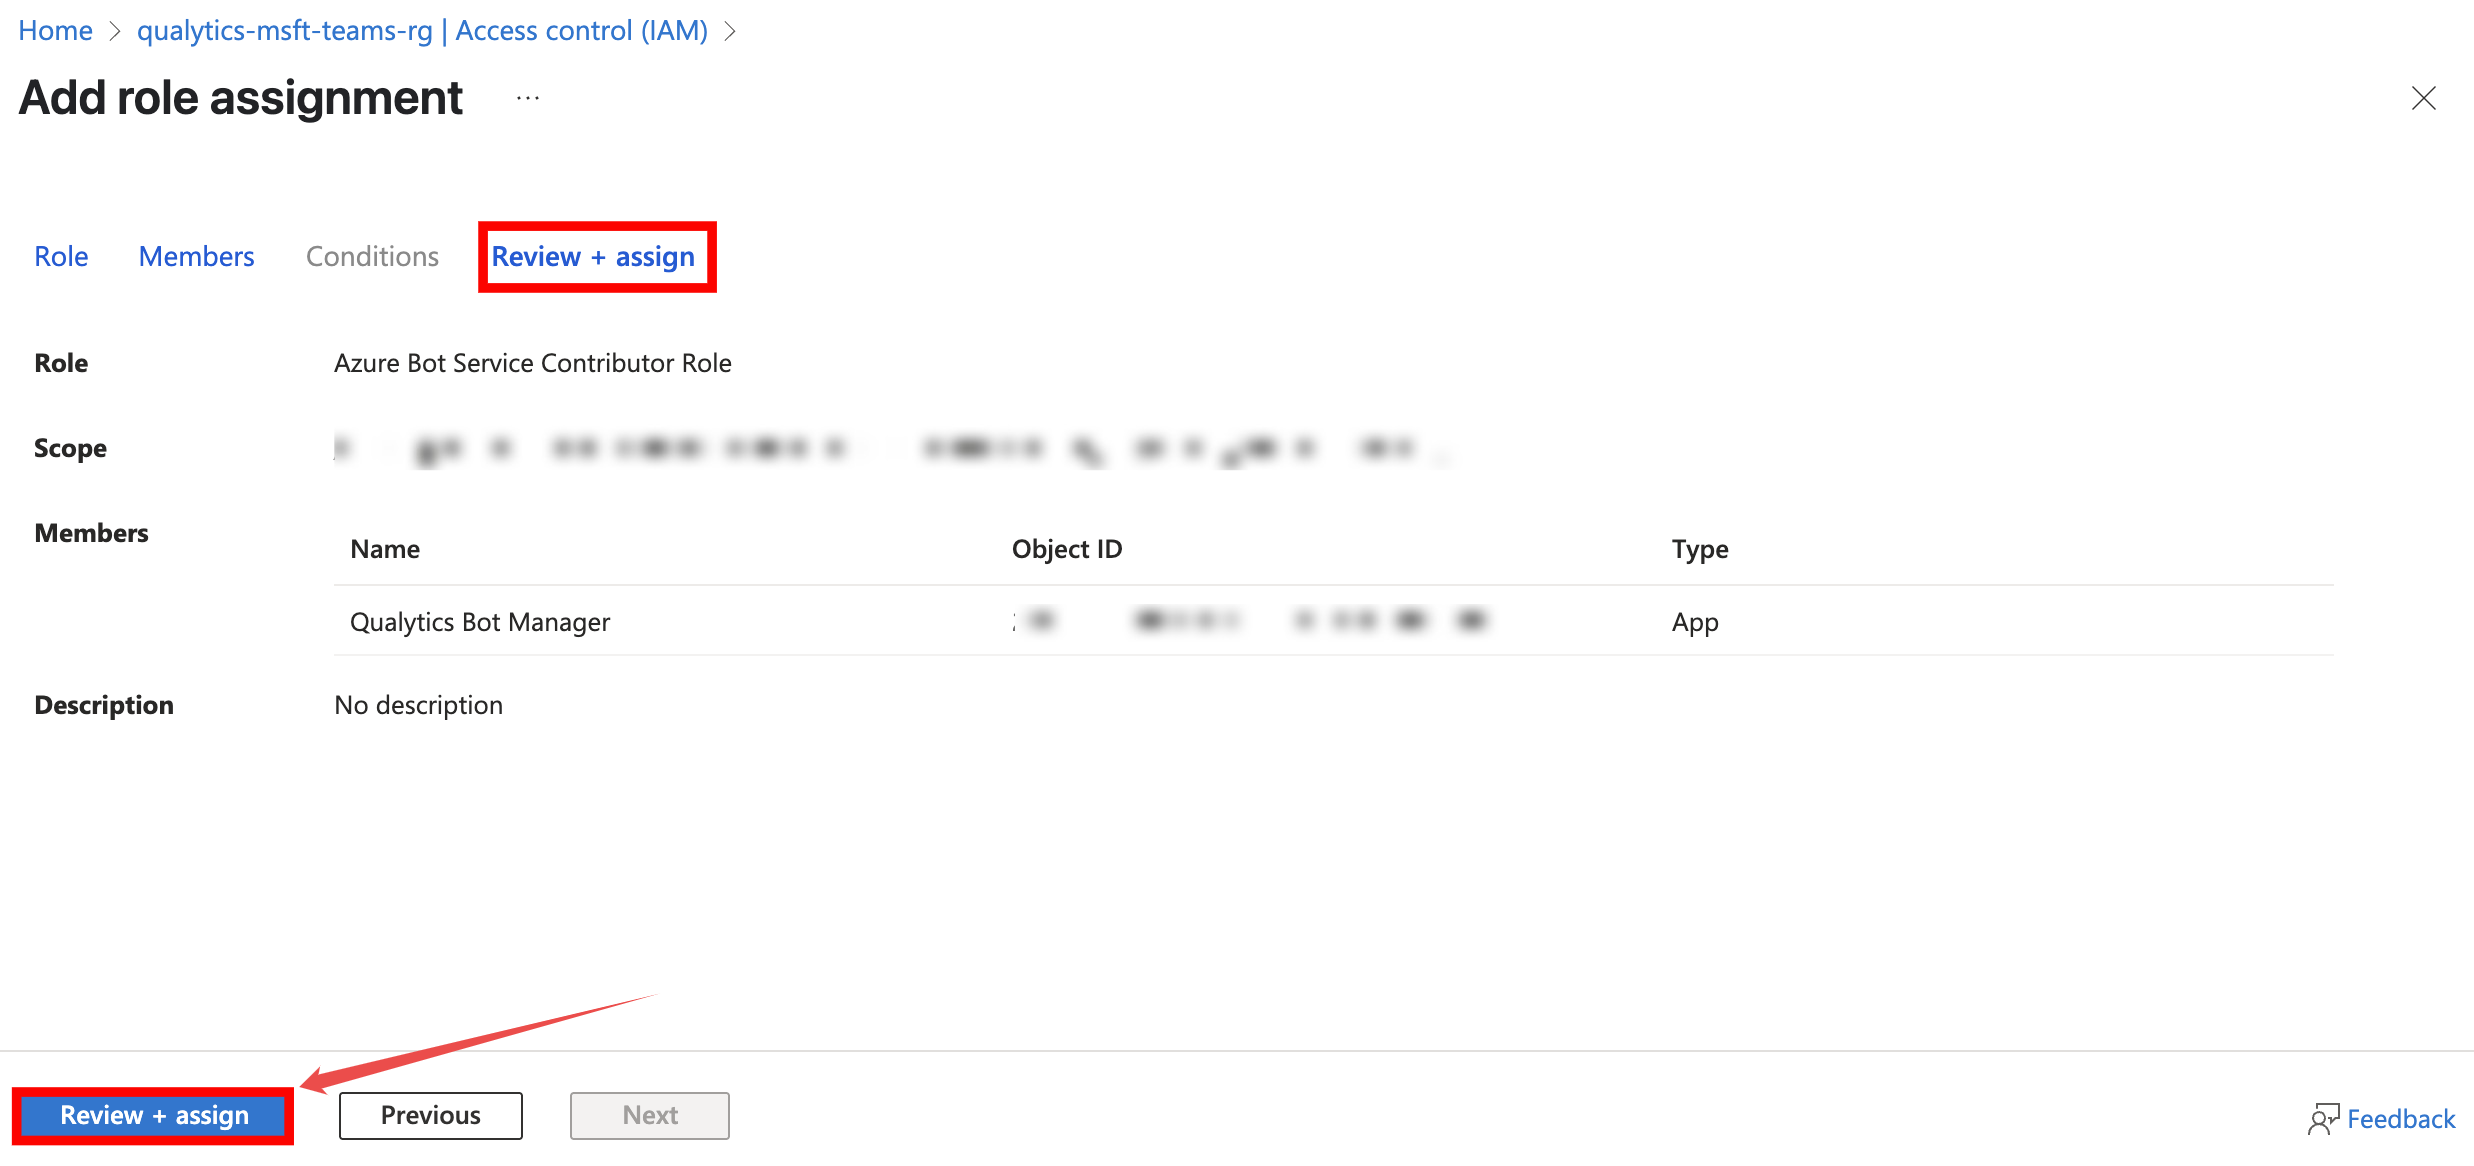 Home > qualytics-msft-teams-rg | Access control (IAM) >
Add role assignment ...
Role Members Conditions Review + assign
Role Azure Bot Service Contributor Role
Scope
Members
Name Object ID Type
Qualytics Bot Manager App
Description No description
Review + assign Previous Next
Feedback